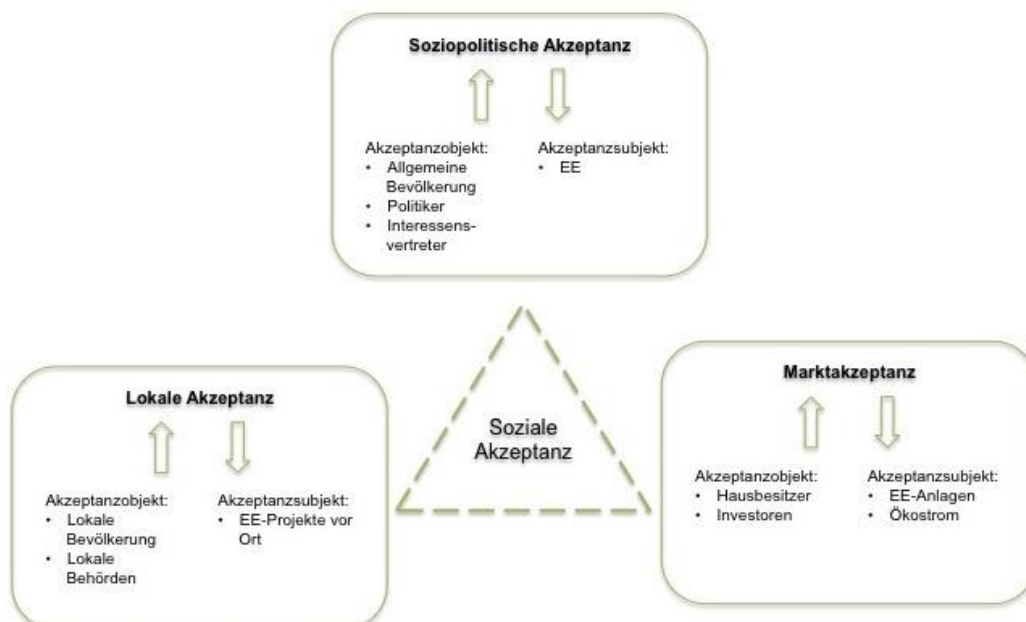 Soziopolitische Akzeptanz
Akzeptanzobjekt:
• Allgemeine
Bevölkerung
• Politiker
• Interessens-
vertreter
Akzeptanzsubjekt:
• EE
Lokale Akzeptanz
Akzeptanzobjekt:
• Lokale
Bevölkerung
• Lokale
Behörden
Akzeptanzsubjekt:
• EE-Projekte vor
Ort
Soziale
Akzeptanz
Marktakzeptanz
Akzeptanzobjekt:
• Hausbesitzer
• Investoren
Akzeptanzsubjekt:
• EE-Anlagen
• Ökostrom